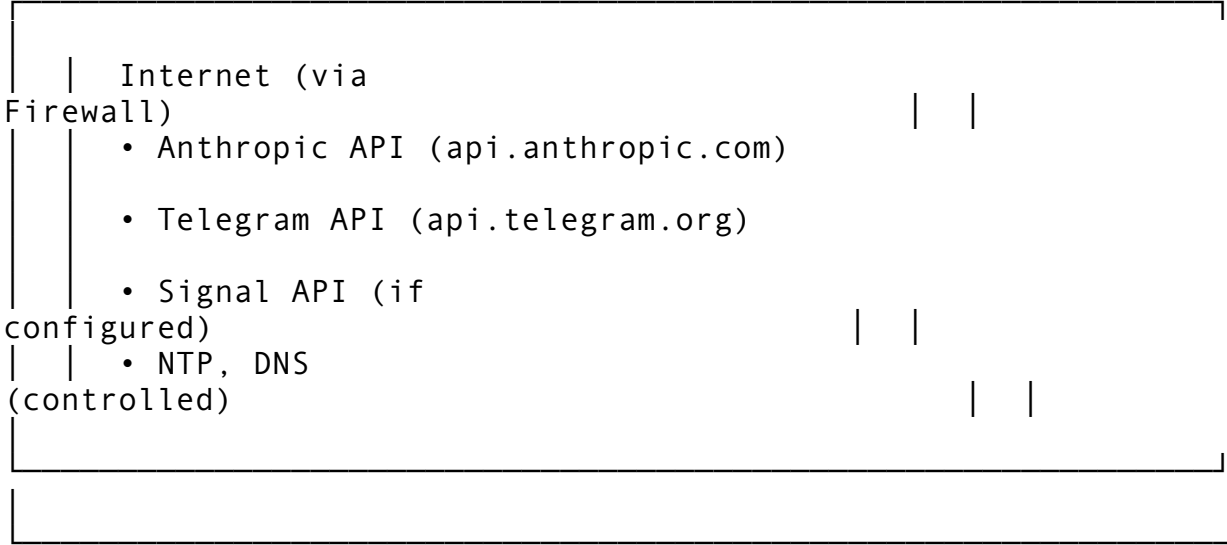 Internet (via
Firewall)
• Anthropic API (api.anthropic.com)
• Telegram API (api.telegram.org)
• Signal API (if
configured)
• NTP, DNS
(controlled)